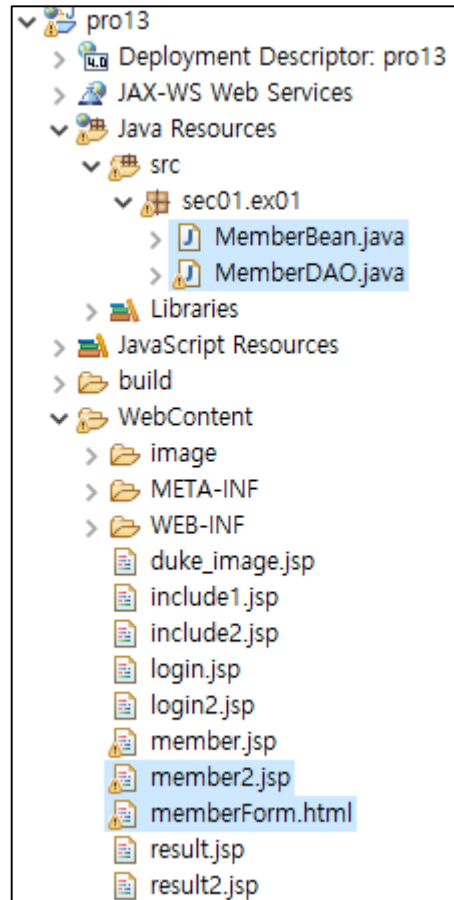 pro13
4.0 Deployment Descriptor: pro13
JAX-WS Web Services
Java Resources
src
sec01.ex01
MemberBean.java
MemberDAO.java
Libraries
JavaScript Resources
build
WebContent
image
META-INF
WEB-INF
duke_image.jsp
include1.jsp
include2.jsp
login.jsp
login2.jsp
member.jsp
member2.jsp
memberForm.html
result.jsp
result2.jsp